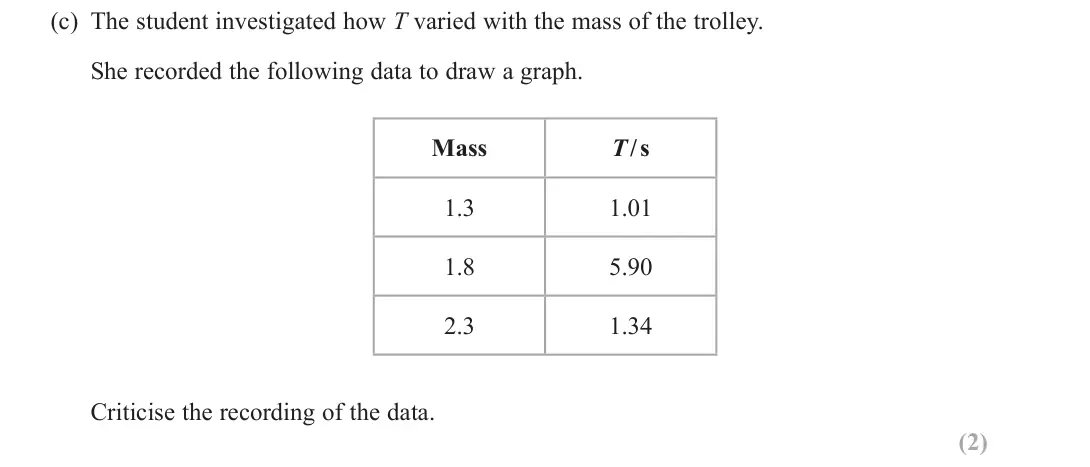 (c) The student investigated how T varied with the mass of the trolley.
She recorded the following data to draw a graph.
Mass T/s
1.3 1.01
1.8 5.90
2.3 1.34
Criticise the recording of the data.
(2)